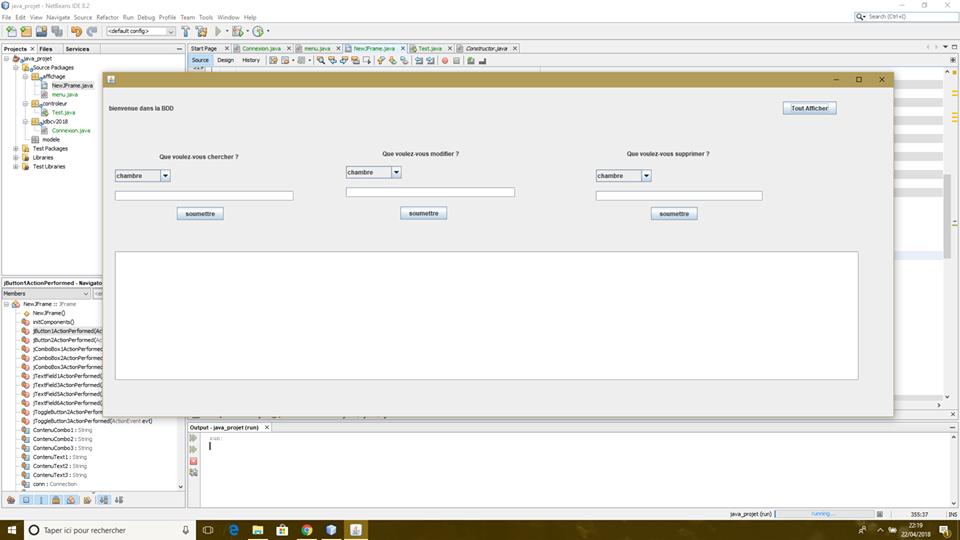 java_projet - NetBeans IDE 8.2
File Edit View Navigate Source Refactor Run Debug Profile Team Tools Window Help
Search (Ctrl+I)
<default config>
Projects Files Services
Start Page Connexion.java menu.java NewJFrame.java Test.java Constructor.java
Source Design History
java_projet
Source Packages
affichage
NewJFrame.java
menu.java
controleur
Test.java
jdbcv2018
Connexion.java
modele
Test Packages
Libraries
Test Libraries
bienvenue dans la BDD
Tout Afficher
Que voulez-vous chercher ?
chambre
soumettre
Que voulez-vous modifier ?
chambre
soumettre
Que voulez-vous supprimer ?
chambre
soumettre
jButton1ActionPerformed - Navigator
Members
NewJFrame :: JFrame
NewJFrame()
initComponents()
jButton1ActionPerformed(Ac
jButton2ActionPerformed(Ac
jComboBox1ActionPerformed
jComboBox2ActionPerformed
jComboBox3ActionPerformed
jTextField1ActionPerformed(
jTextField3ActionPerformed(
jTextField5ActionPerformed(
jTextField6ActionPerformed(
jToggleButton2ActionPerform
jToggleButton3ActionPerformed(ActionEvent evt)
ContenuCombo1 : String
ContenuCombo2 : String
ContenuCombo3 : String
ContenuText1 : String
ContenuText2 : String
ContenuText3 : String
conn : Connection
Output - java_projet (run)
run:
java_projet (run)
running...
355:37
INS
Taper ici pour rechercher
22:19
22/04/2018